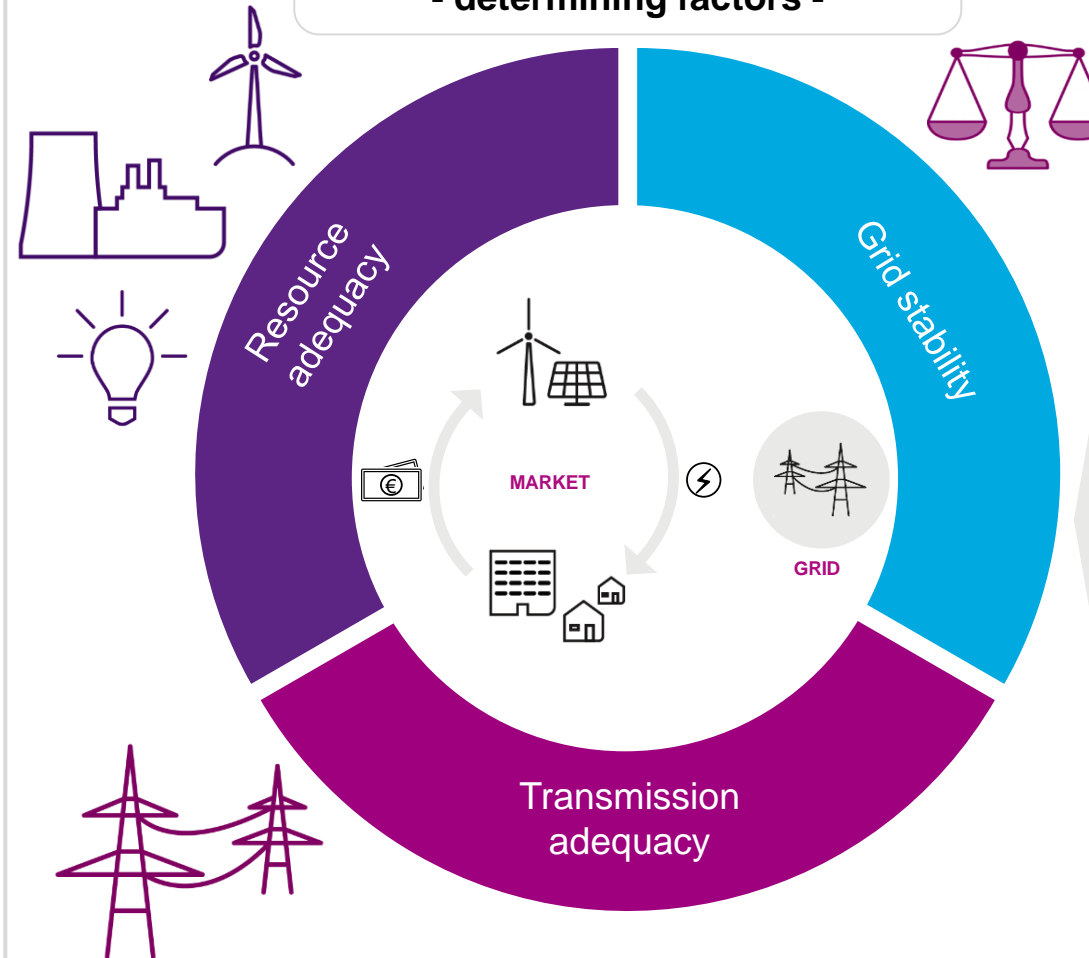 - determining factors -
Resource
adequacy
Grid stability
MARKET
€
GRID
Transmission
adequacy